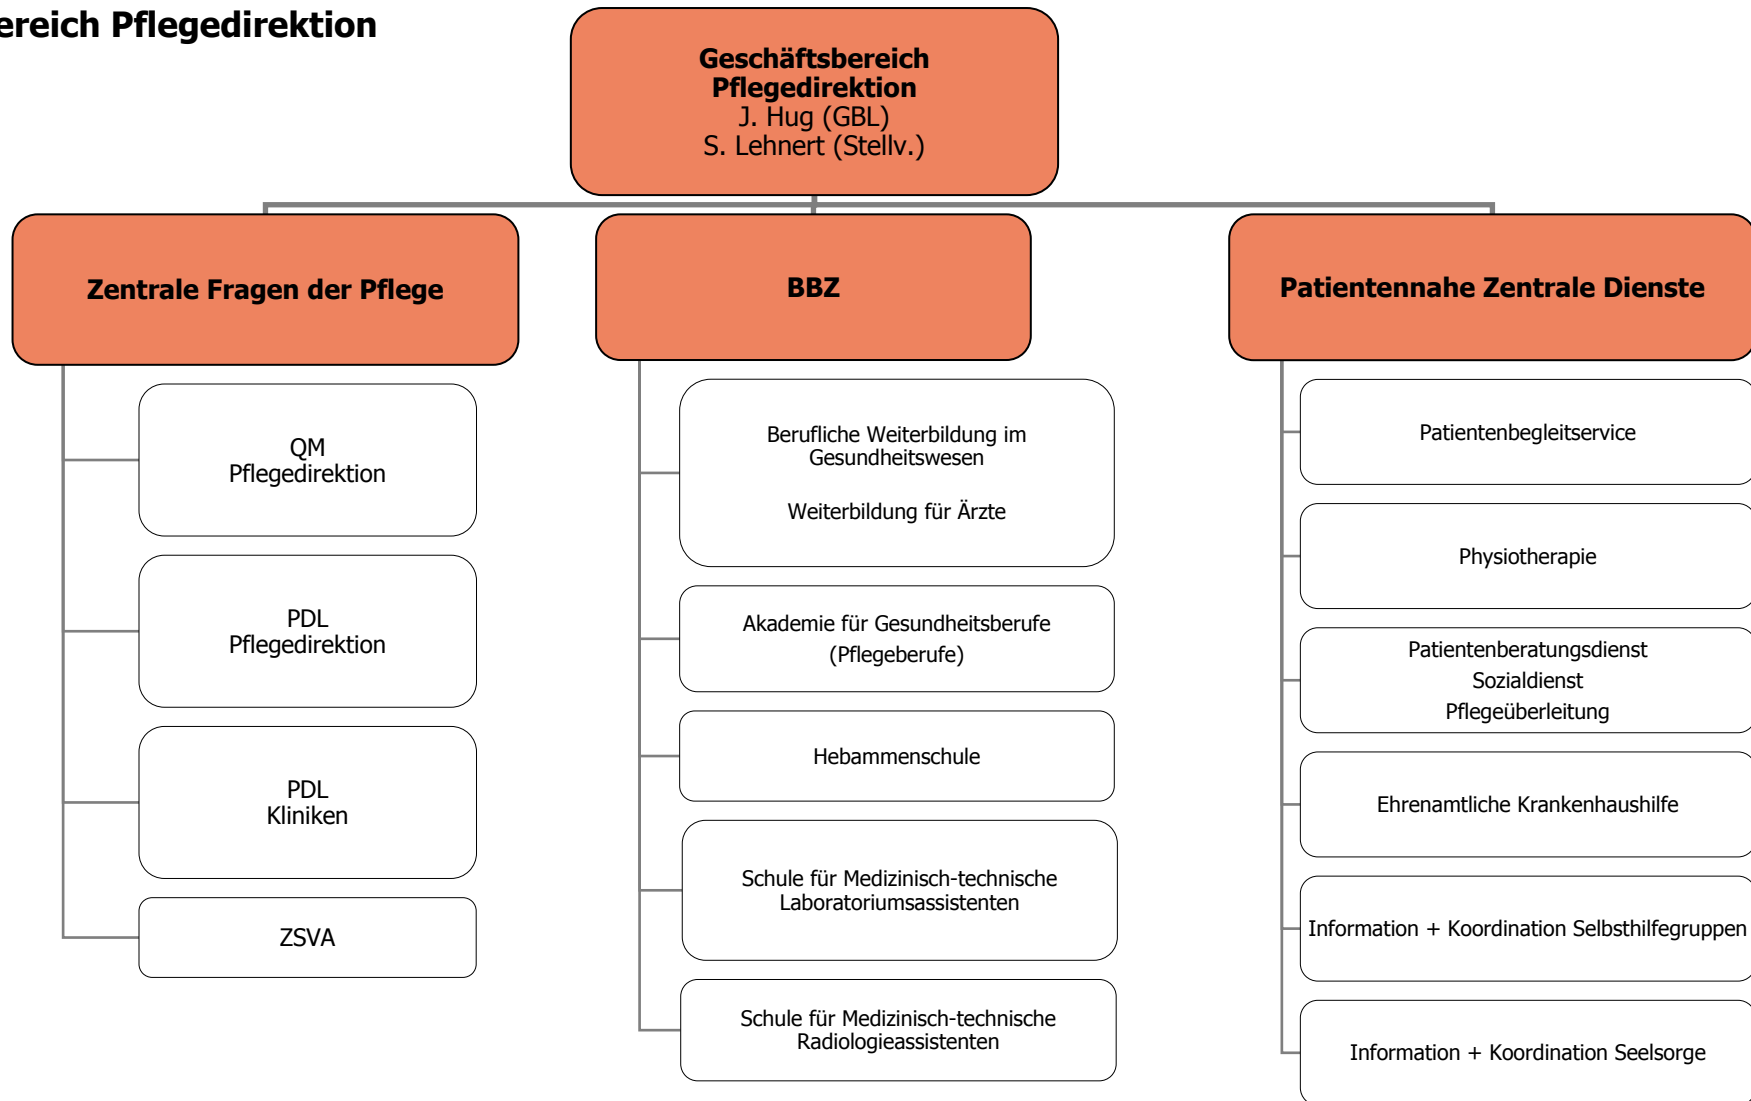 ereich Pflegedirektion
Geschäftsbereich
Pflegedirektion
J. Hug (GBL)
S. Lehnert (Stellv.)
Zentrale Fragen der Pflege
QM
Pflegedirektion
PDL
Pflegedirektion
PDL
Kliniken
ZSVA
BBZ
Berufliche Weiterbildung im
Gesundheitswesen
Weiterbildung für Ärzte
Akademie für Gesundheitsberufe
(Pflegeberufe)
Hebammenschule
Schule für Medizinisch-technische
Laboratoriumsassistenten
Schule für Medizinisch-technische
Radiologieassistenten
Patientennahe Zentrale Dienste
Patientenbegleitservice
Physiotherapie
Patientenberatungsdienst
Sozialdienst
Pflegeüberleitung
Ehrenamtliche Krankenhaushilfe
Information + Koordination Selbsthilfegruppen
Information + Koordination Seelsorge